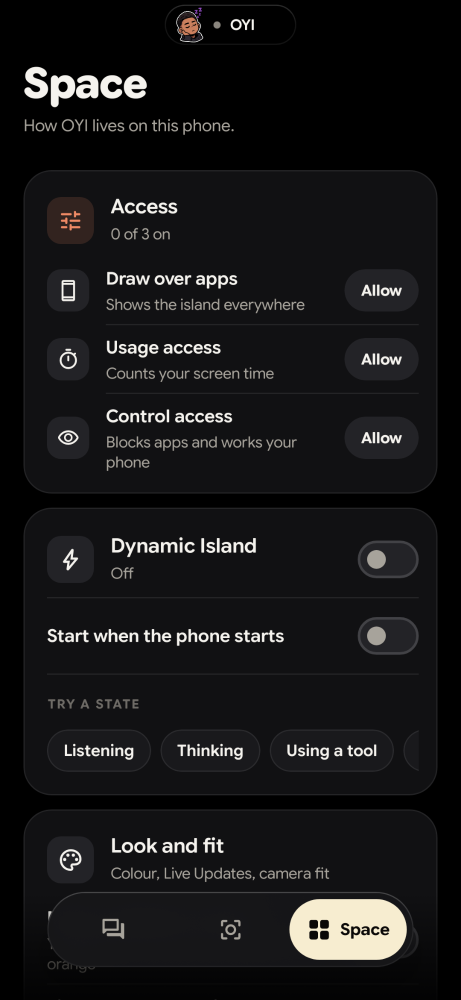 OYI
Space
How OYI lives on this phone.
Access
0 of 3 on
Draw over apps
Shows the island everywhere
Allow
Usage access
Counts your screen time
Allow
Control access
Blocks apps and works your
phone
Allow
Dynamic Island
Off
Start when the phone starts
TRY A STATE
Listening
Thinking
Using a tool
Look and fit
Colour, Live Updates, camera fit
Space
orange